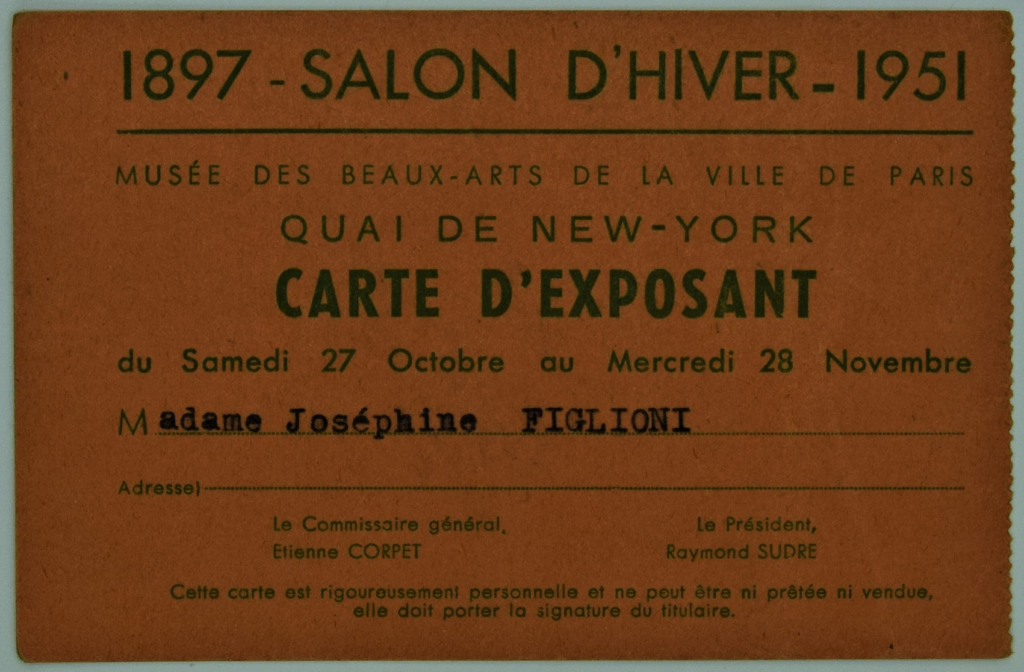 1897 - SALON D'HIVER - 1951
MUSÉE DES BEAUX-ARTS DE LA VILLE DE PARIS
QUAI DE NEW-YORK
CARTE D'EXPOSANT
du Samedi 27 Octobre au Mercredi 28 Novembre
Madame Joséphine FIGLIONI
Adresse)
Le Commissaire général, Le Président,
Etienne CORPET Raymond SUDRE
Cette carte est rigoureusement personnelle et ne peut être ni prêtée ni vendue,
elle doit porter la signature du titulaire.